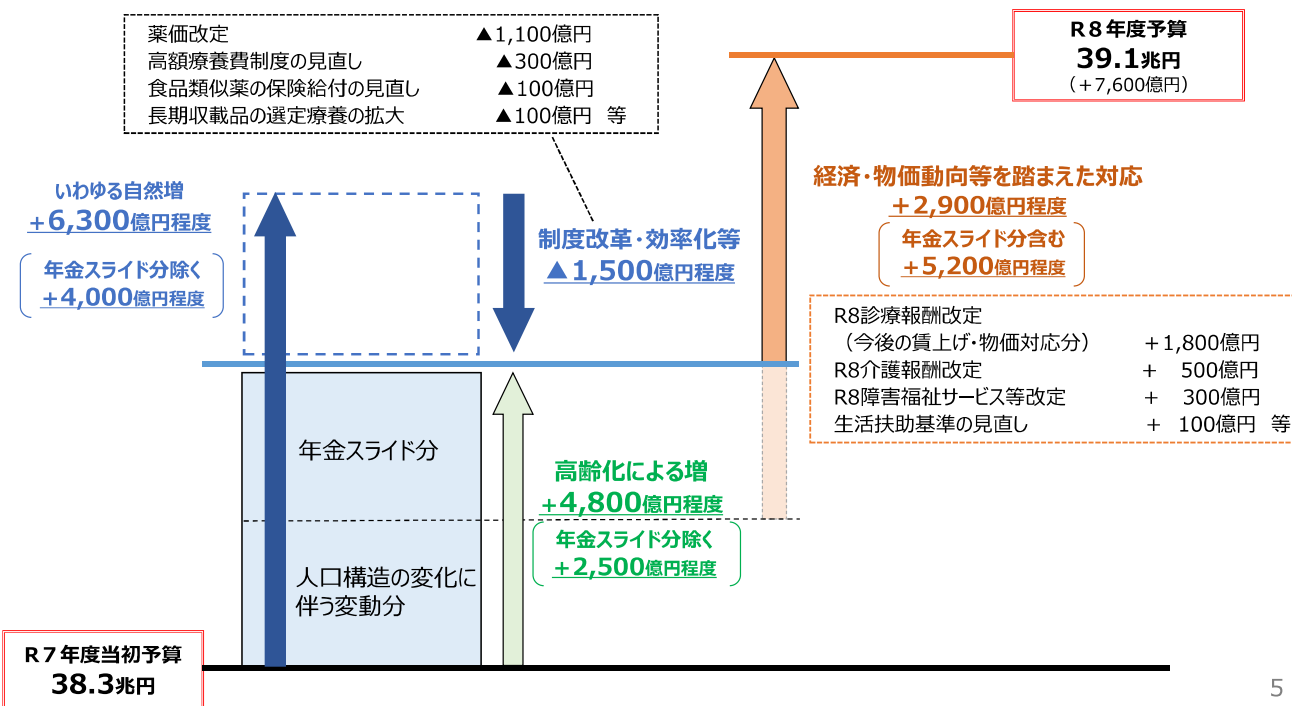 薬価改定 ▲1,100億円
高額療養費制度の見直し ▲300億円
食品類似薬の保険給付の見直し ▲100億円
長期収載品の選定療養の拡大 ▲100億円 等
R8年度予算
39.1兆円
(+7,600億円)
いわゆる自然増
+6,300億円程度
年金スライド分除く
+4,000億円程度
制度改革・効率化等
▲1,500億円程度
経済・物価動向等を踏まえた対応
+2,900億円程度
年金スライド分含む
+5,200億円程度
R8診療報酬改定
(今後の賃上げ・物価対応分) +1,800億円
R8介護報酬改定 + 500億円
R8障害福祉サービス等改定 + 300億円
生活扶助基準の見直し + 100億円 等
年金スライド分
高齢化による増
+4,800億円程度
年金スライド分除く
+2,500億円程度
人口構造の変化に
伴う変動分
R7年度当初予算
38.3兆円
5